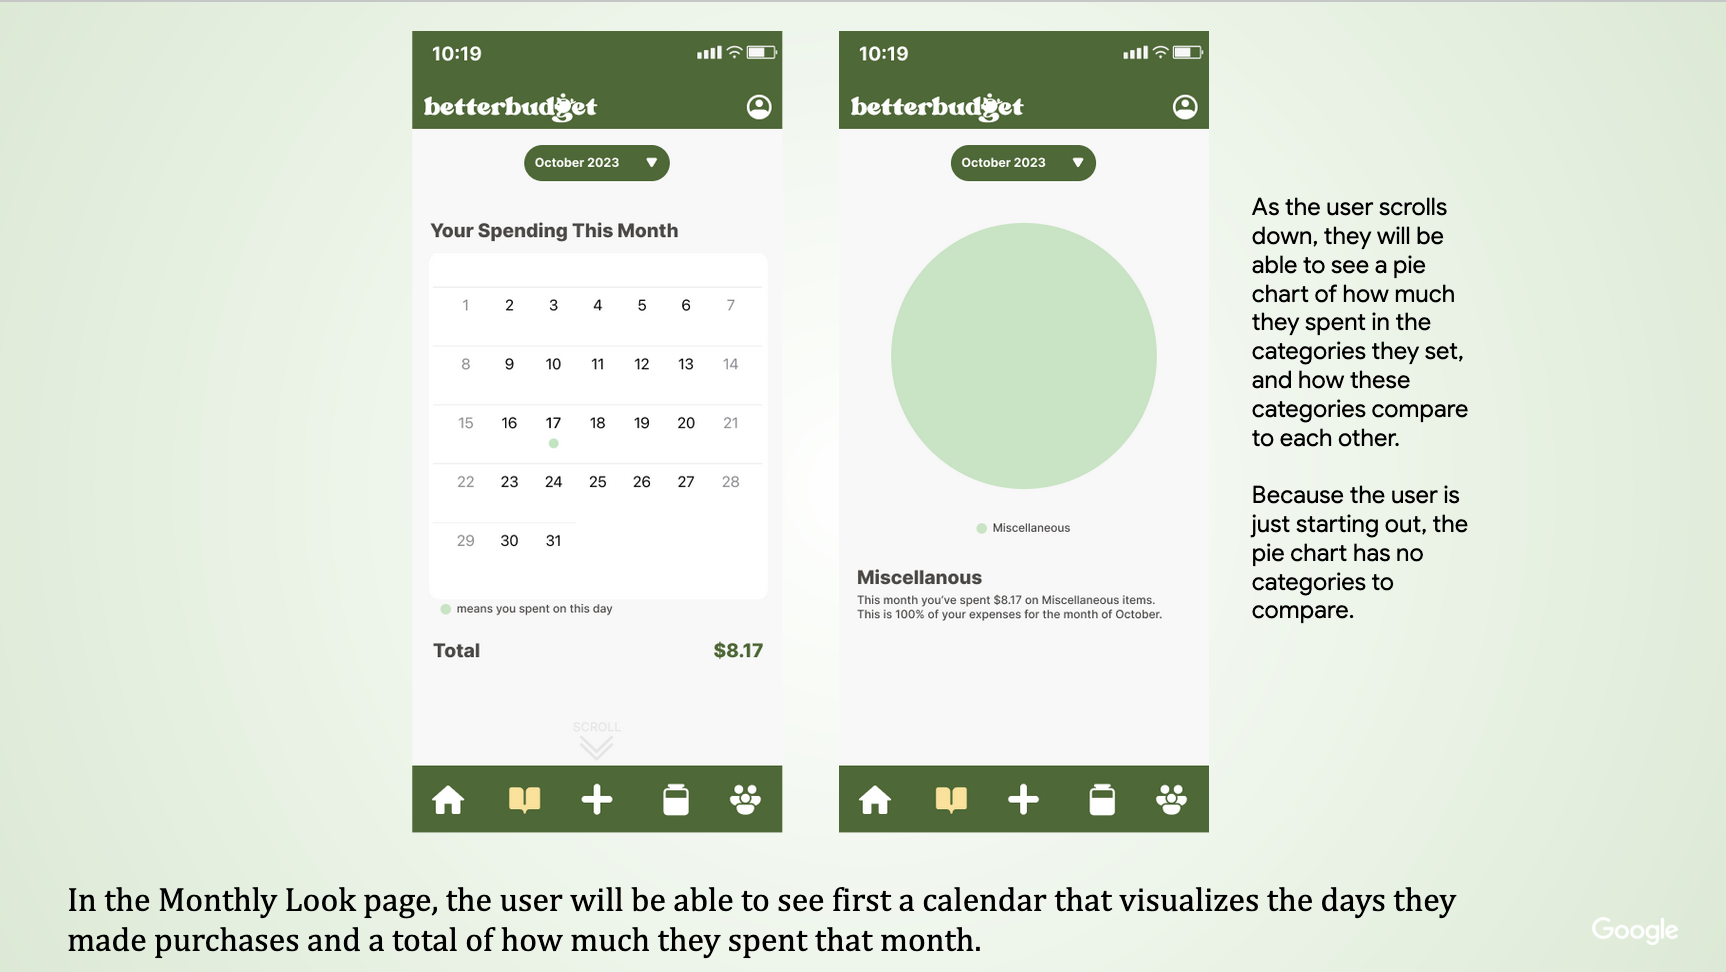 10:19
betterbudget
October 2023
Your Spending This Month
1 2 3 4 5 6 7
8 9 10 11 12 13 14
15 16 17 18 19 20 21
22 23 24 25 26 27 28
29 30 31
means you spent on this day
Total $8.17
SCROLL
10:19
betterbudget
October 2023
Miscellaneous
Miscellanous
This month you've spent $8.17 on Miscellaneous items.
This is 100% of your expenses for the month of October.
As the user scrolls
down, they will be
able to see a pie
chart of how much
they spent in the
categories they set,
and how these
categories compare
to each other.
Because the user is
just starting out, the
pie chart has no
categories to
compare.
In the Monthly Look page, the user will be able to see first a calendar that visualizes the days they
made purchases and a total of how much they spent that month.
Google